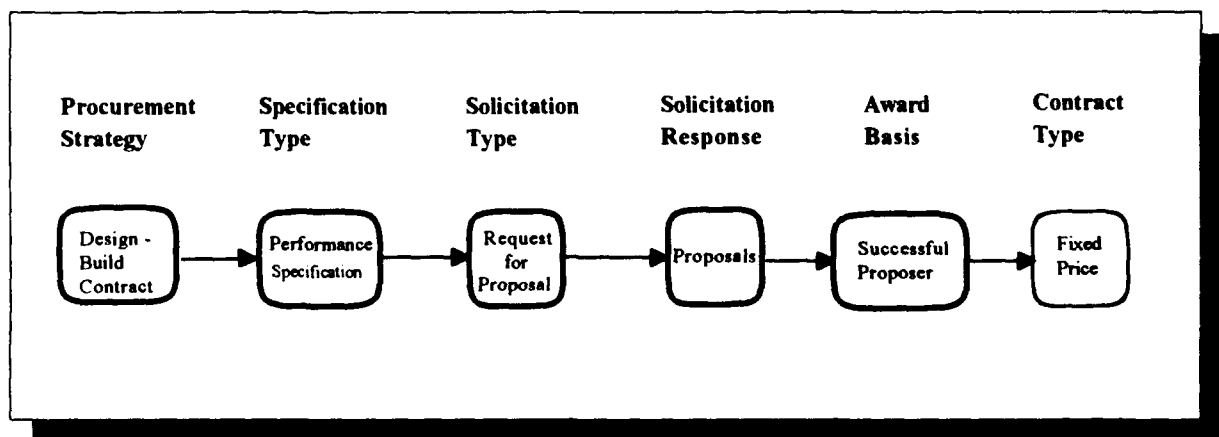 Procurement
Strategy
Specification
Type
Solicitation
Type
Solicitation
Response
Award
Basis
Contract
Type
Design -
Build
Contract
Performance
Specification
Request
for
Proposal
Proposals
Successful
Proposer
Fixed
Price